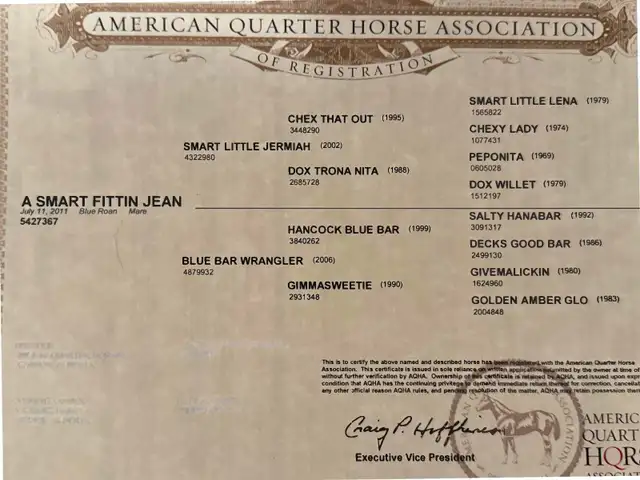 AMERICAN QUARTER HORSE ASSOCIATION
OF REGISTRATION
SMART LITTLE LENA (1979)
1565822
CHEX THAT OUT (1995)
3448290
CHEXY LADY (1974)
1077431
SMART LITTLE JERMIAH (2002)
4322980
PEPONITA (1969)
0605028
DOX TRONA NITA (1988)
2685728
DOX WILLET (1979)
1512197
A SMART FITTIN JEAN
July 11, 2011 Blue Roan Mare
5427367
SALTY HANABAR (1992)
3091317
HANCOCK BLUE BAR (1999)
3840262
DECKS GOOD BAR (1986)
2499130
BLUE BAR WRANGLER (2006)
4879932
GIVEMALICKIN (1980)
1624960
GIMMASWEETIE (1990)
2931348
GOLDEN AMBER GLO (1983)
2004848
This is to certify the above named and described horse has been registered with the American Quarter Horse
Association. This certificate is issued in sole reliance on written application submitted by the owner at time of
without further verification by AQHA. Ownership of this certificate is retained by AQHA, and issued upon expre
condition that AQHA has the continuing privilege to demand immediate return thereof for correction, cancellat
any other official reason AQHA rules, and pending resolution of the matter, AQHA may retain possession ther
Craig P. Huffhines
Executive Vice President
AMERIC
QUART
HORS
ASSOCIAT